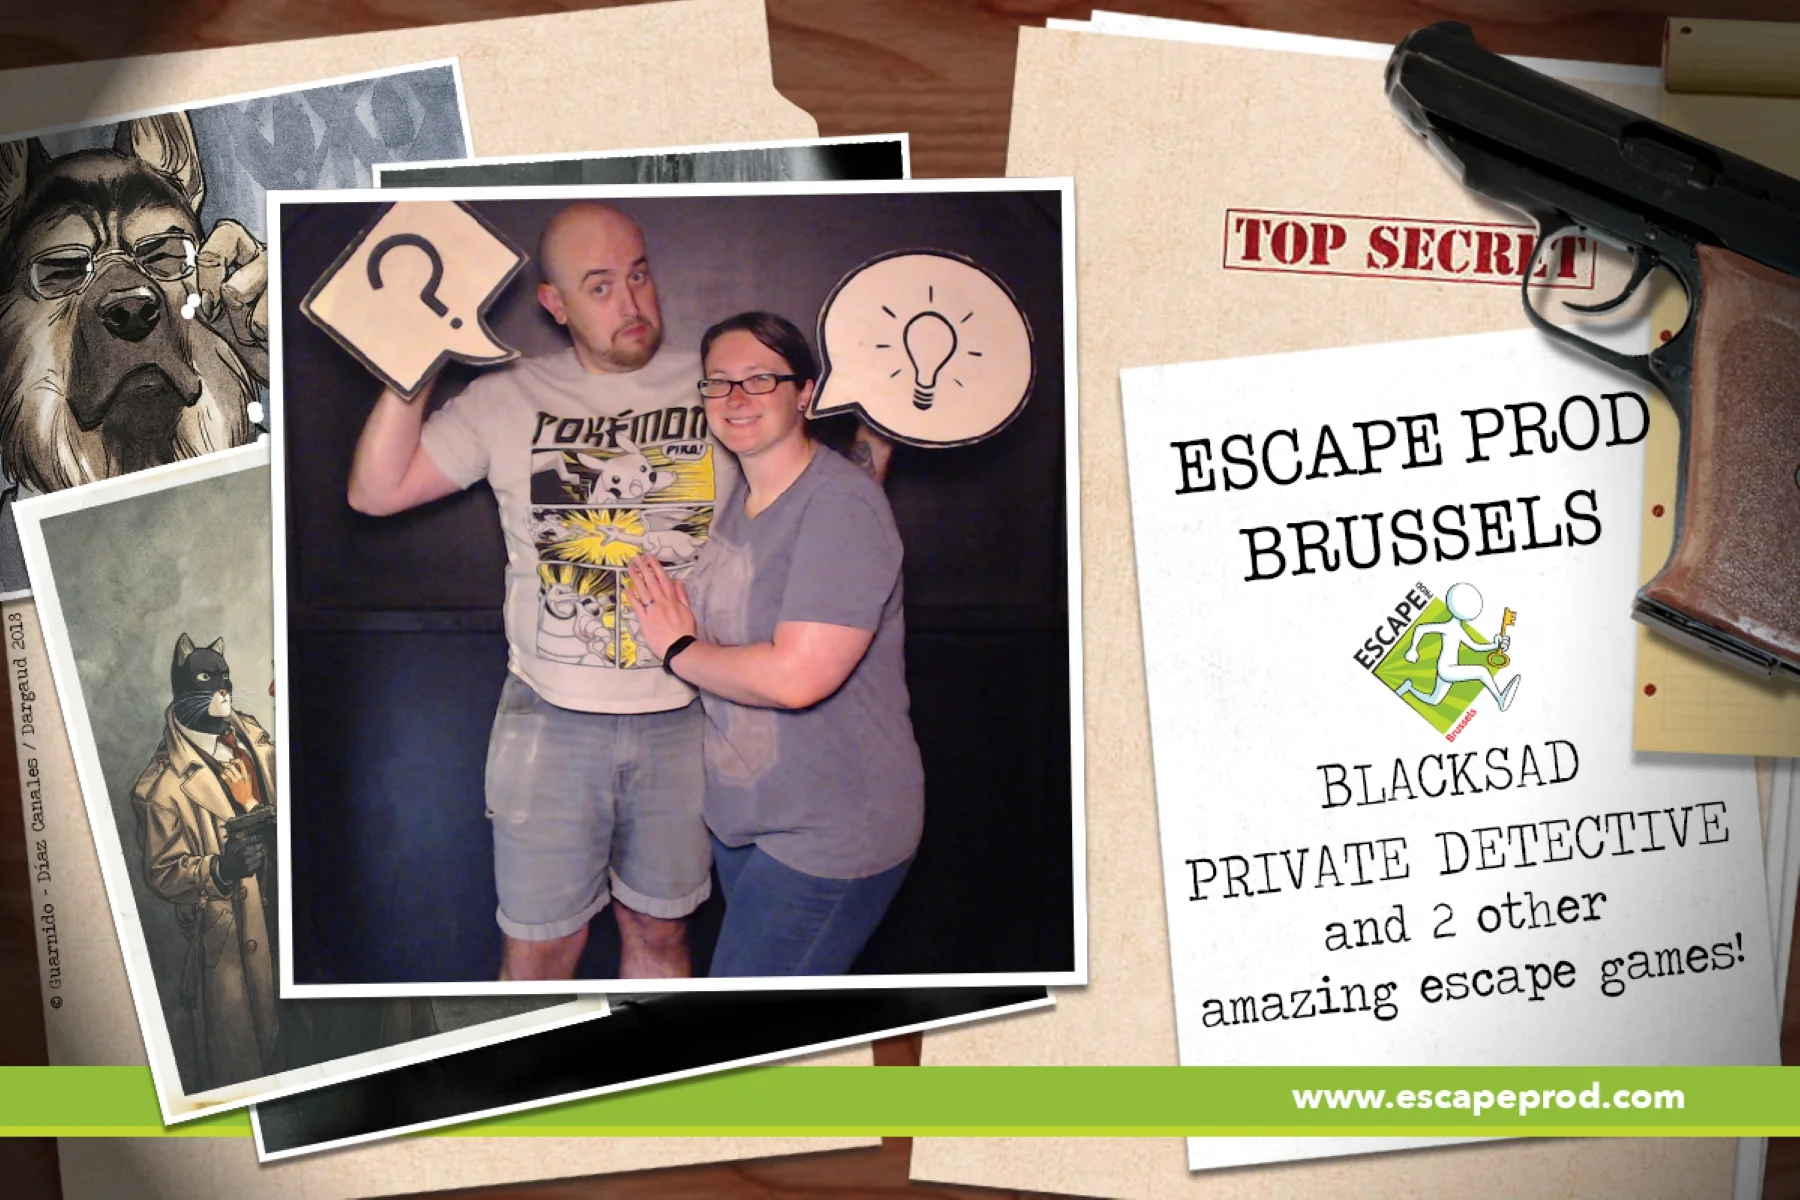 ?
POKÉMON
PIKA!
TOP SECRET
ESCAPE PROD
BRUSSELS
ESCAPE PROD
Brussels
BLACKSAD
PRIVATE DETECTIVE
and 2 other
amazing escape games!
© Guarnido - Díaz Canales / Dargaud 2018
www.escapeprod.com